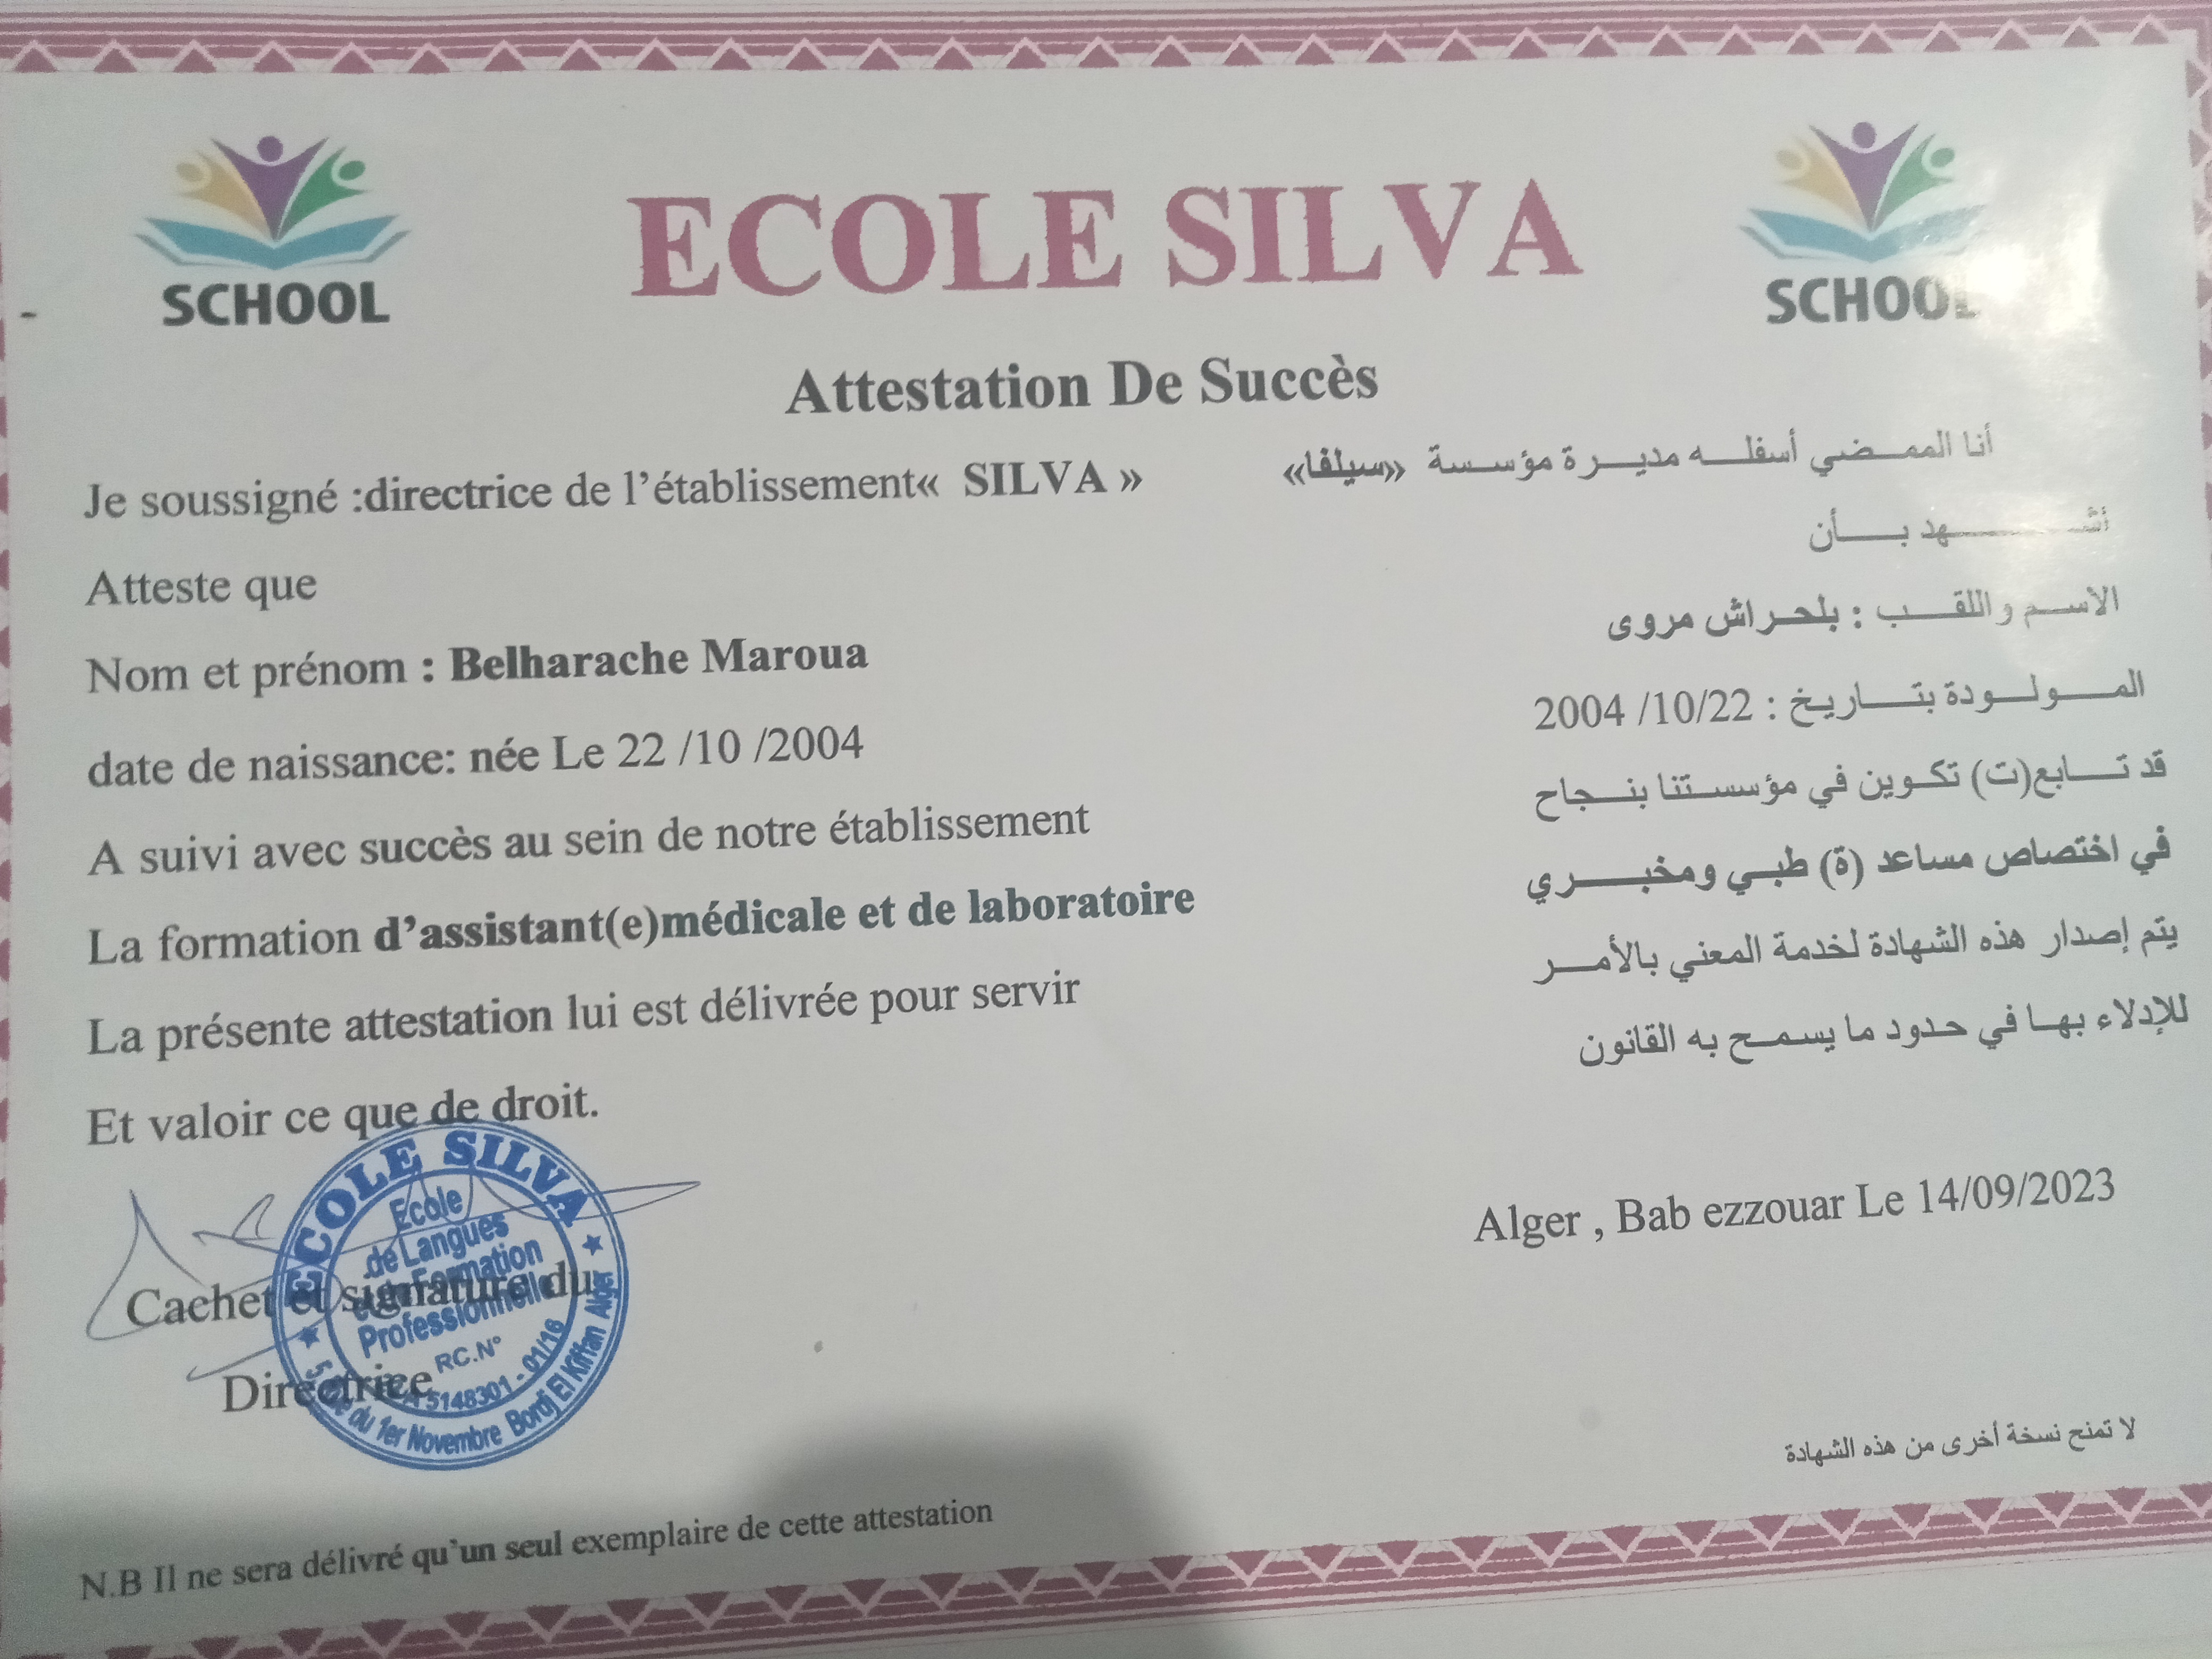 SCHOOL
ECOLE SILVA
SCHOOL
Attestation De Succès
Je soussigné :directrice de l'établissement« SILVA »
أنا الممضي أسفله مديرة مؤسسة «سيلفا»
Atteste que
أشهد بأن
Nom et prénom : Belharache Maroua
الاسم واللقب : بلحراش مروى
date de naissance: née Le 22 /10 /2004
المولودة بتاريخ : 10/22/ 2004
A suivi avec succès au sein de notre établissement
قد تابع(ت) تكوين في مؤسستنا بنجاح
La formation d'assistant(e)médicale et de laboratoire
في اختصاص مساعد (ة) طبي ومخبري
La présente attestation lui est délivrée pour servir
يتم إصدار هذه الشهادة لخدمة المعني بالأمر
Et valoir ce que de droit.
للإدلاء بها في حدود ما يسمح به القانون
Alger , Bab ezzouar Le 14/09/2023
Cachet et signature du
Directrice
ECOLE SILVA
Ecole
de Langues
Formation
Professionnelle
RC.N°
5148301 - 01/16
du 1er Novembre Bordj El Kiffan Alger
لا تمنح نسخة أخرى من هذه الشهادة
N.B Il ne sera délivré qu'un seul exemplaire de cette attestation